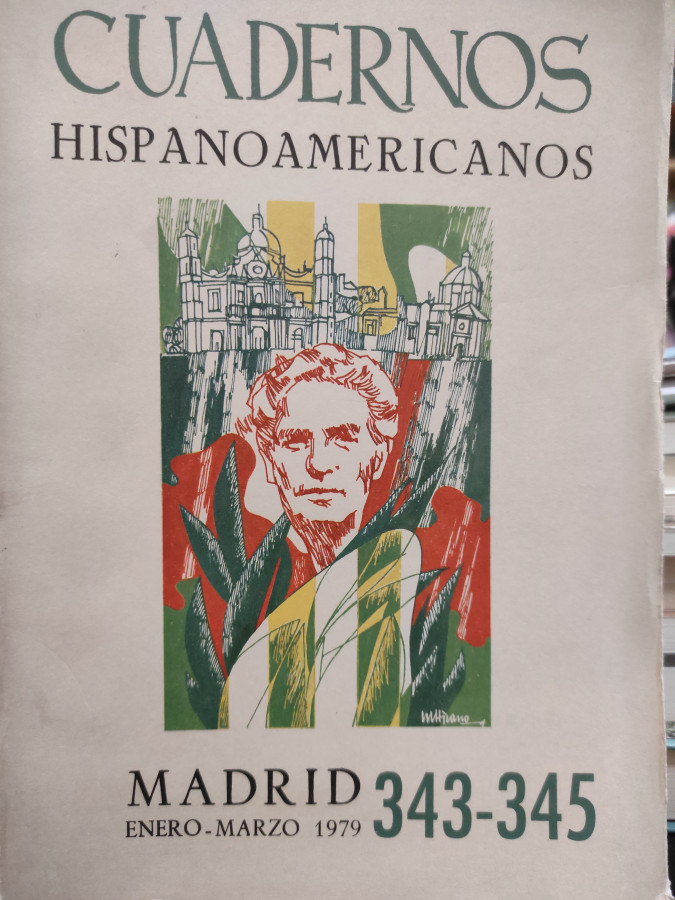 CUADERNOS
HISPANOAMERICANOS
MADRID 343-345
ENERO-MARZO 1979